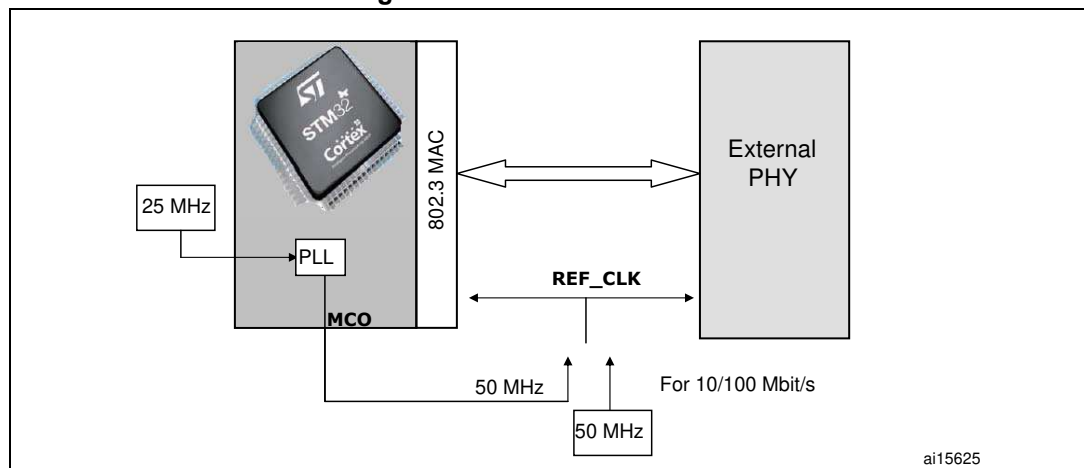 g
ST
STM32
Cortex
802.3 MAC
External
PHY
25 MHz
PLL
REF_CLK
MCO
50 MHz
For 10/100 Mbit/s
50 MHz
ai15625